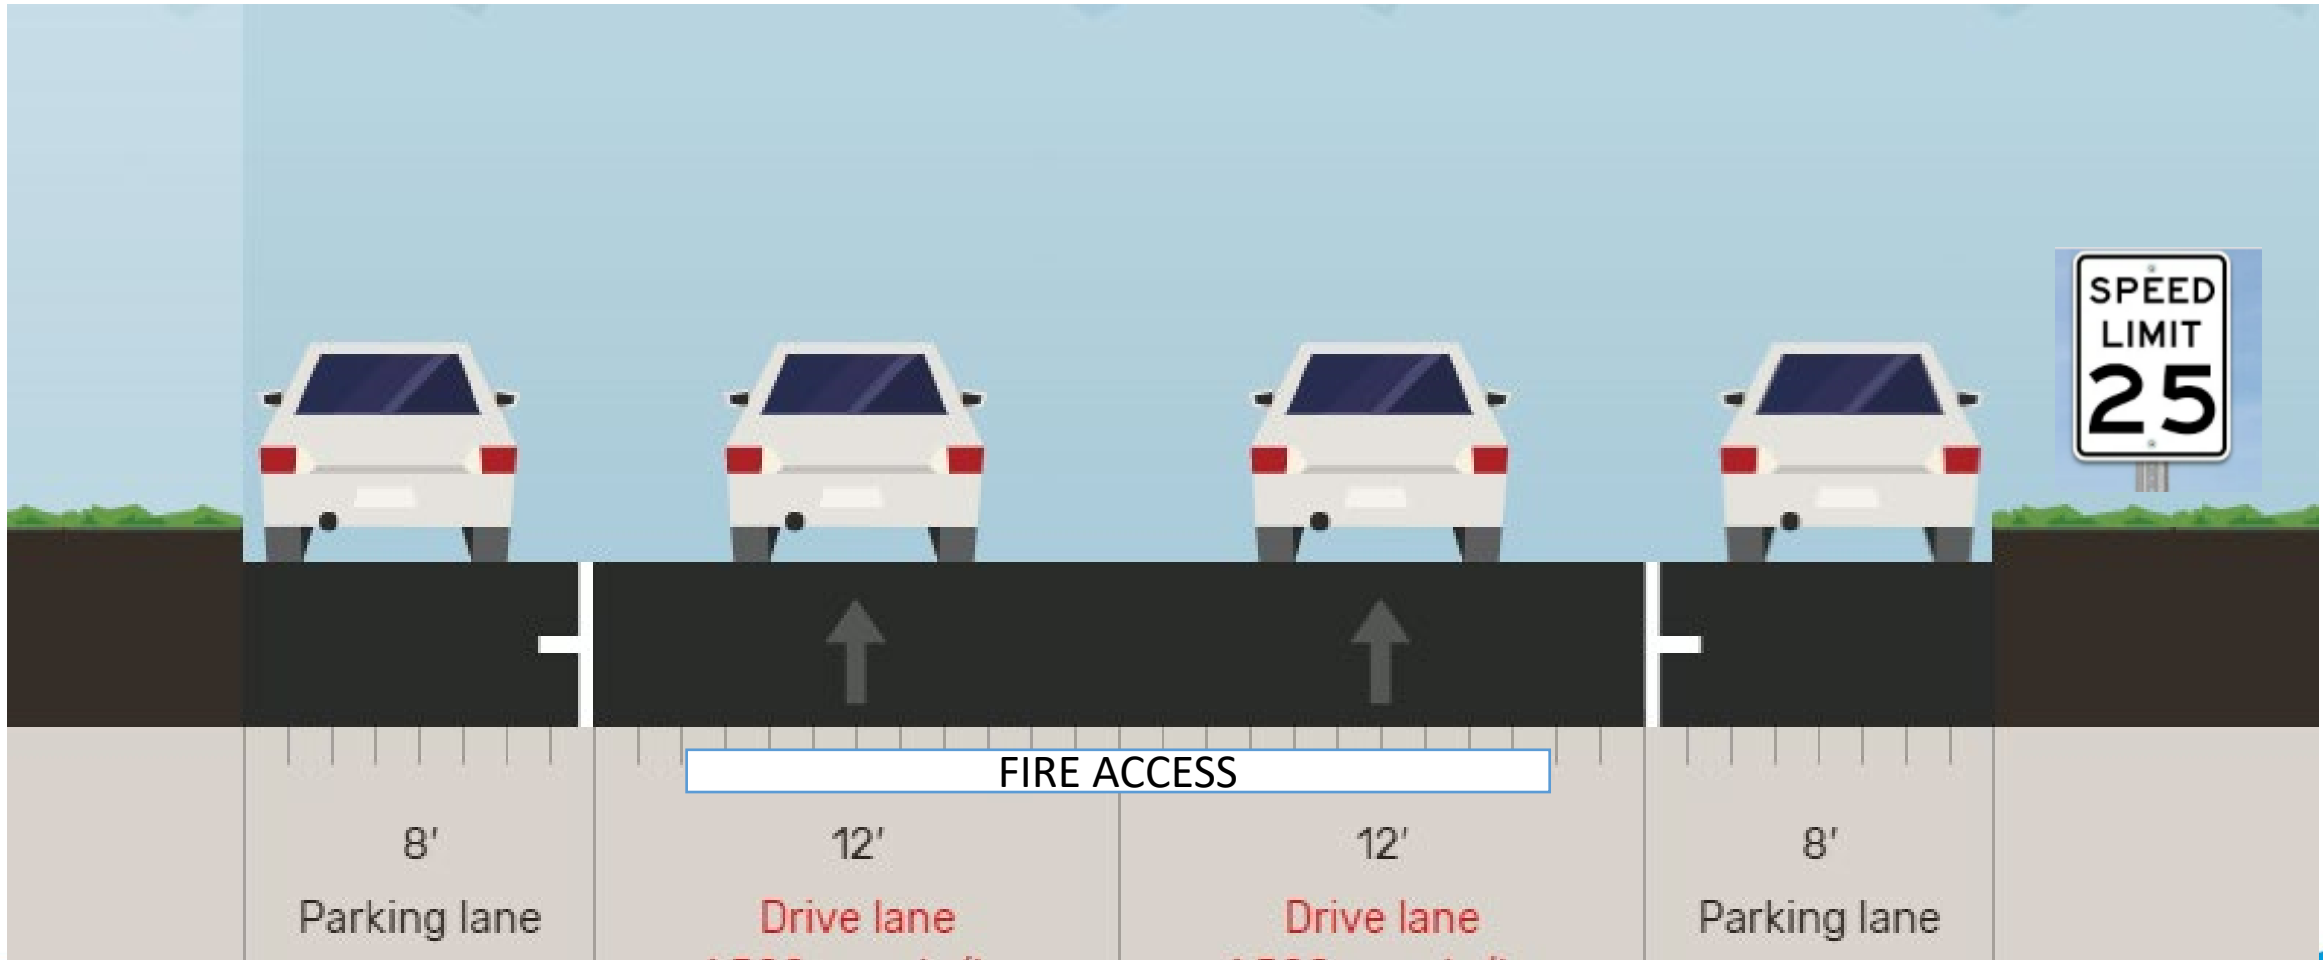 SPEED
LIMIT
25
FIRE ACCESS
8'
12'
12'
8'
Parking lane
Drive lane
Drive lane
Parking lane